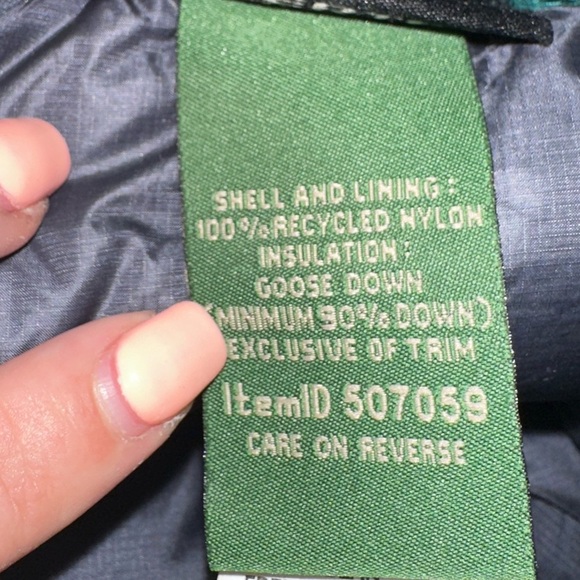 SHELL AND LINING:
100% RECYCLED NYLON
INSULATION:
GOOSE DOWN
(MINIMUM 90% DOWN)
EXCLUSIVE OF TRIM
ItemID 507059
CARE ON REVERSE